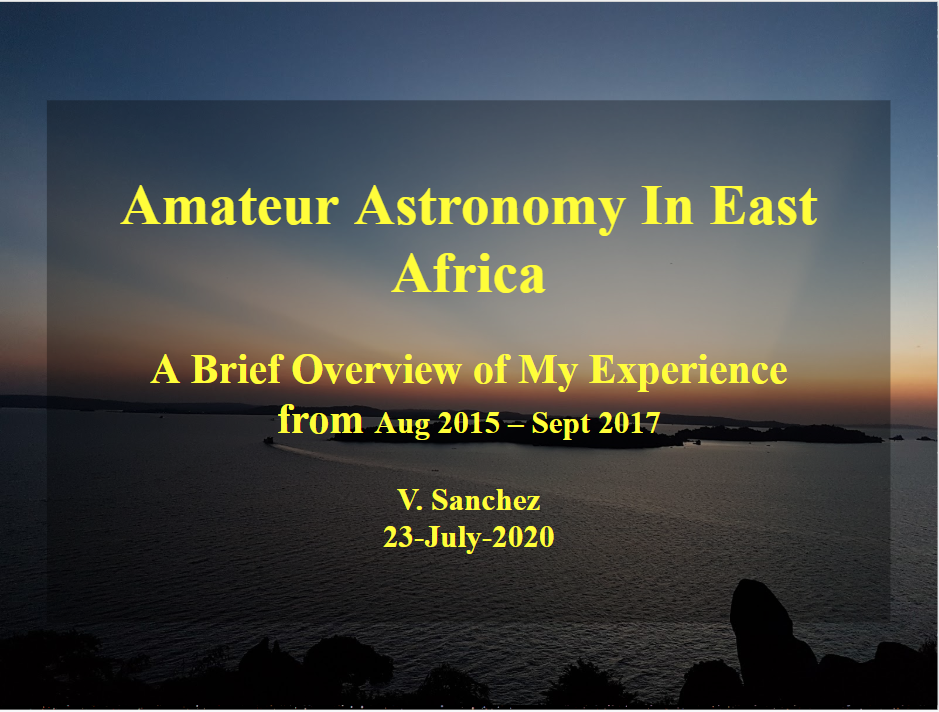 Amateur Astronomy In East
Africa
A Brief Overview of My Experience
from Aug 2015 – Sept 2017
V. Sanchez
23-July-2020